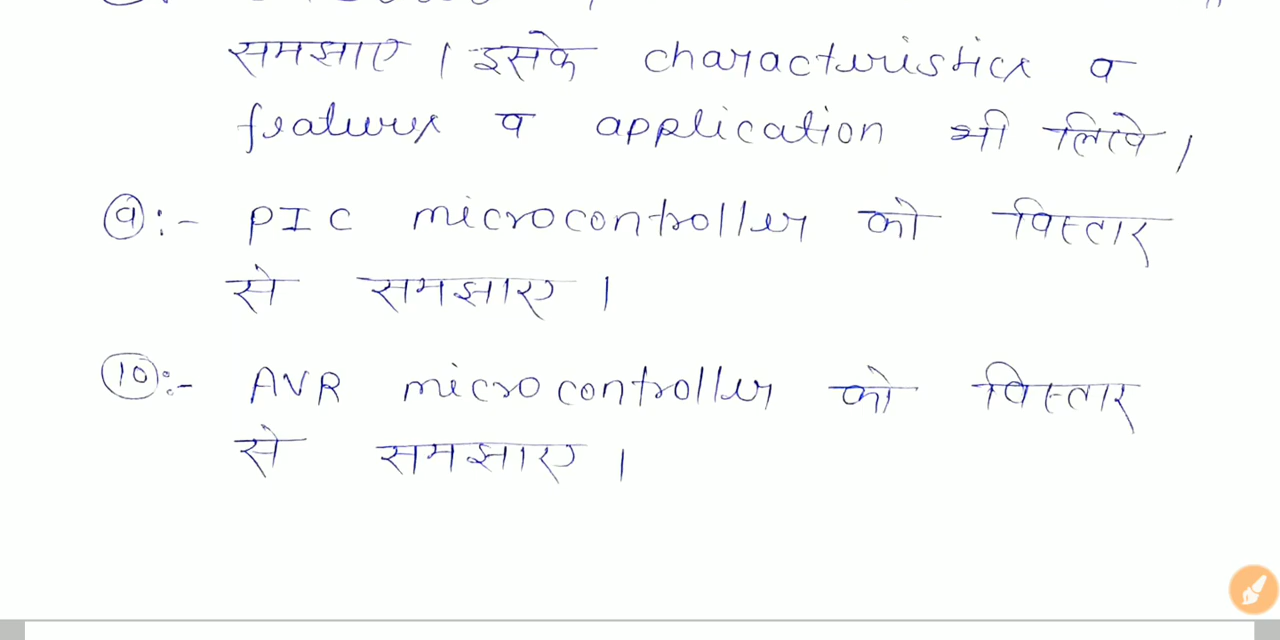 समझाए । इसके characteristics व
features व application भी लिखे ।
9:- PIC microcontroller को विस्तार
से समझाए ।
10:- AVR microcontroller को विस्तार
से समझाए ।